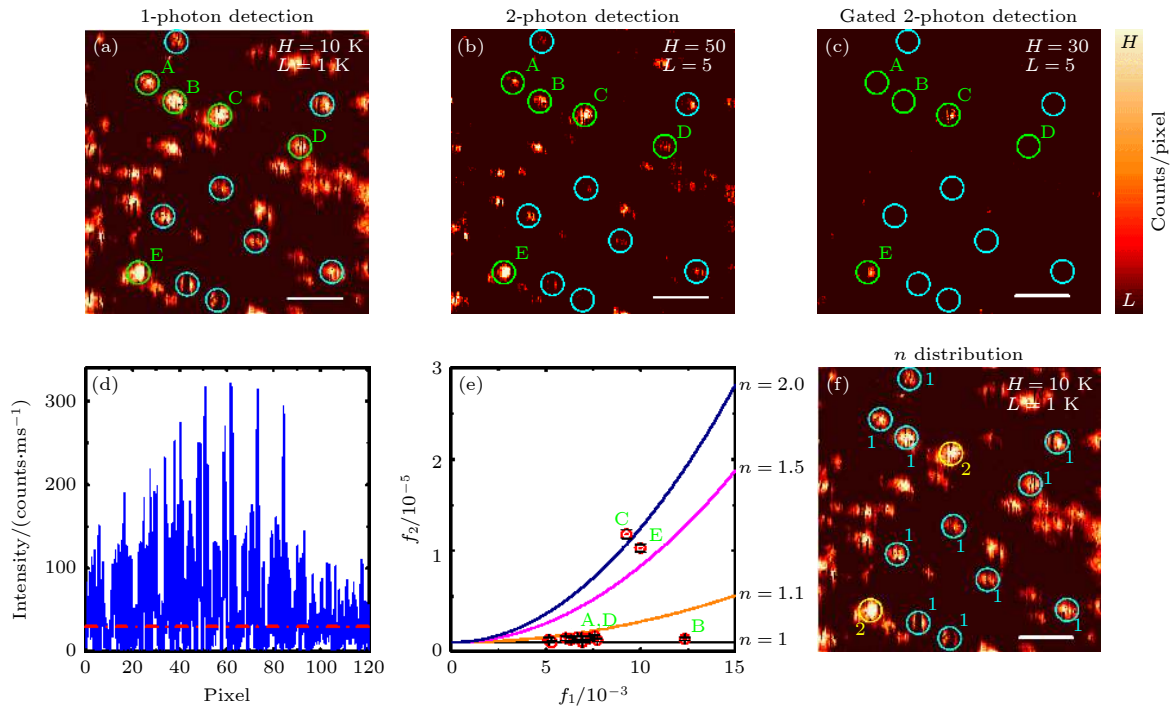 1-photon detection
2-photon detection
Gated 2-photon detection
(a)
H = 10 K
L = 1 K
A
B
C
D
E
(b)
H = 50
L = 5
A
B
C
D
E
(c)
H = 30
L = 5
A
B
C
D
E
H
L
Counts/pixel
(d)
300
200
100
0
0
20
40
60
80
100
120
Intensity/(counts·ms⁻¹)
Pixel
(e)
3
2
1
0
0
5
10
15
f₂/10⁻⁵
f₁/10⁻³
C
E
A,D
B
n = 2.0
n = 1.5
n = 1.1
n = 1
n distribution
(f)
H = 10 K
L = 1 K
1
1
1
2
1
1
1
1
1
2
1
1
1